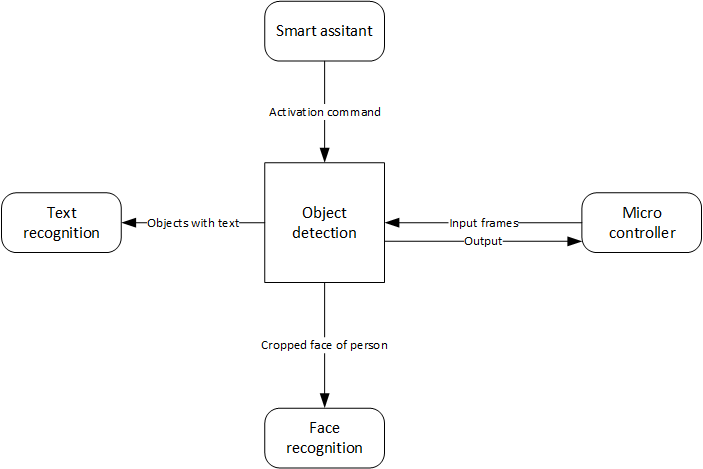 Smart assitant
Activation command
Text
recognition
Objects with text
Object
detection
Input frames
Output
Micro
controller
Cropped face of person
Face
recognition